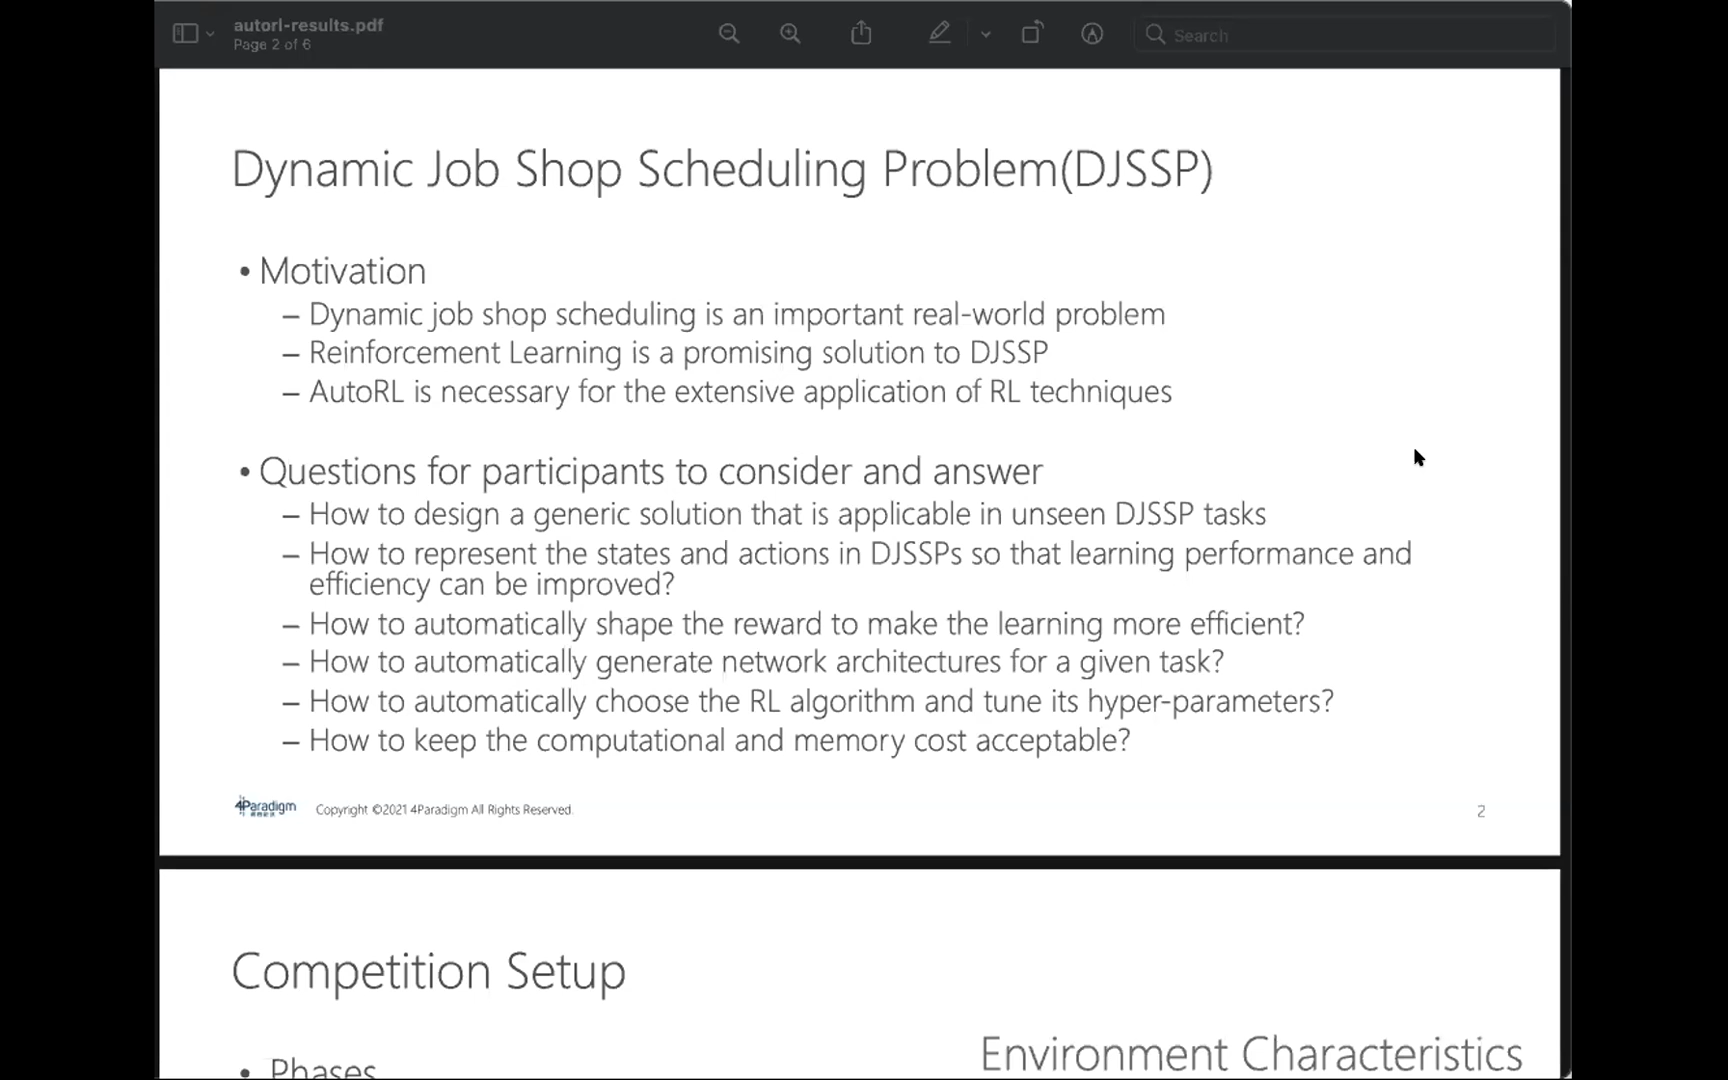 autorl-results.pdf
Page 2 of 6
Search
Dynamic Job Shop Scheduling Problem(DJSSP)
• Motivation
– Dynamic job shop scheduling is an important real-world problem
– Reinforcement Learning is a promising solution to DJSSP
– AutoRL is necessary for the extensive application of RL techniques
• Questions for participants to consider and answer
– How to design a generic solution that is applicable in unseen DJSSP tasks
– How to represent the states and actions in DJSSPs so that learning performance and
efficiency can be improved?
– How to automatically shape the reward to make the learning more efficient?
– How to automatically generate network architectures for a given task?
– How to automatically choose the RL algorithm and tune its hyper-parameters?
– How to keep the computational and memory cost acceptable?
4Paradigm
Copyright ©2021 4Paradigm All Rights Reserved.
2
Competition Setup
Environment Characteristics
• Phases